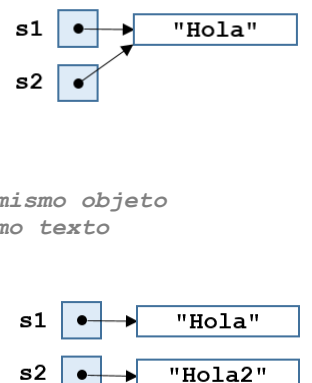 s1 "Hola"
s2
mismo objeto
mo texto
s1 "Hola"
s2 "Hola2"